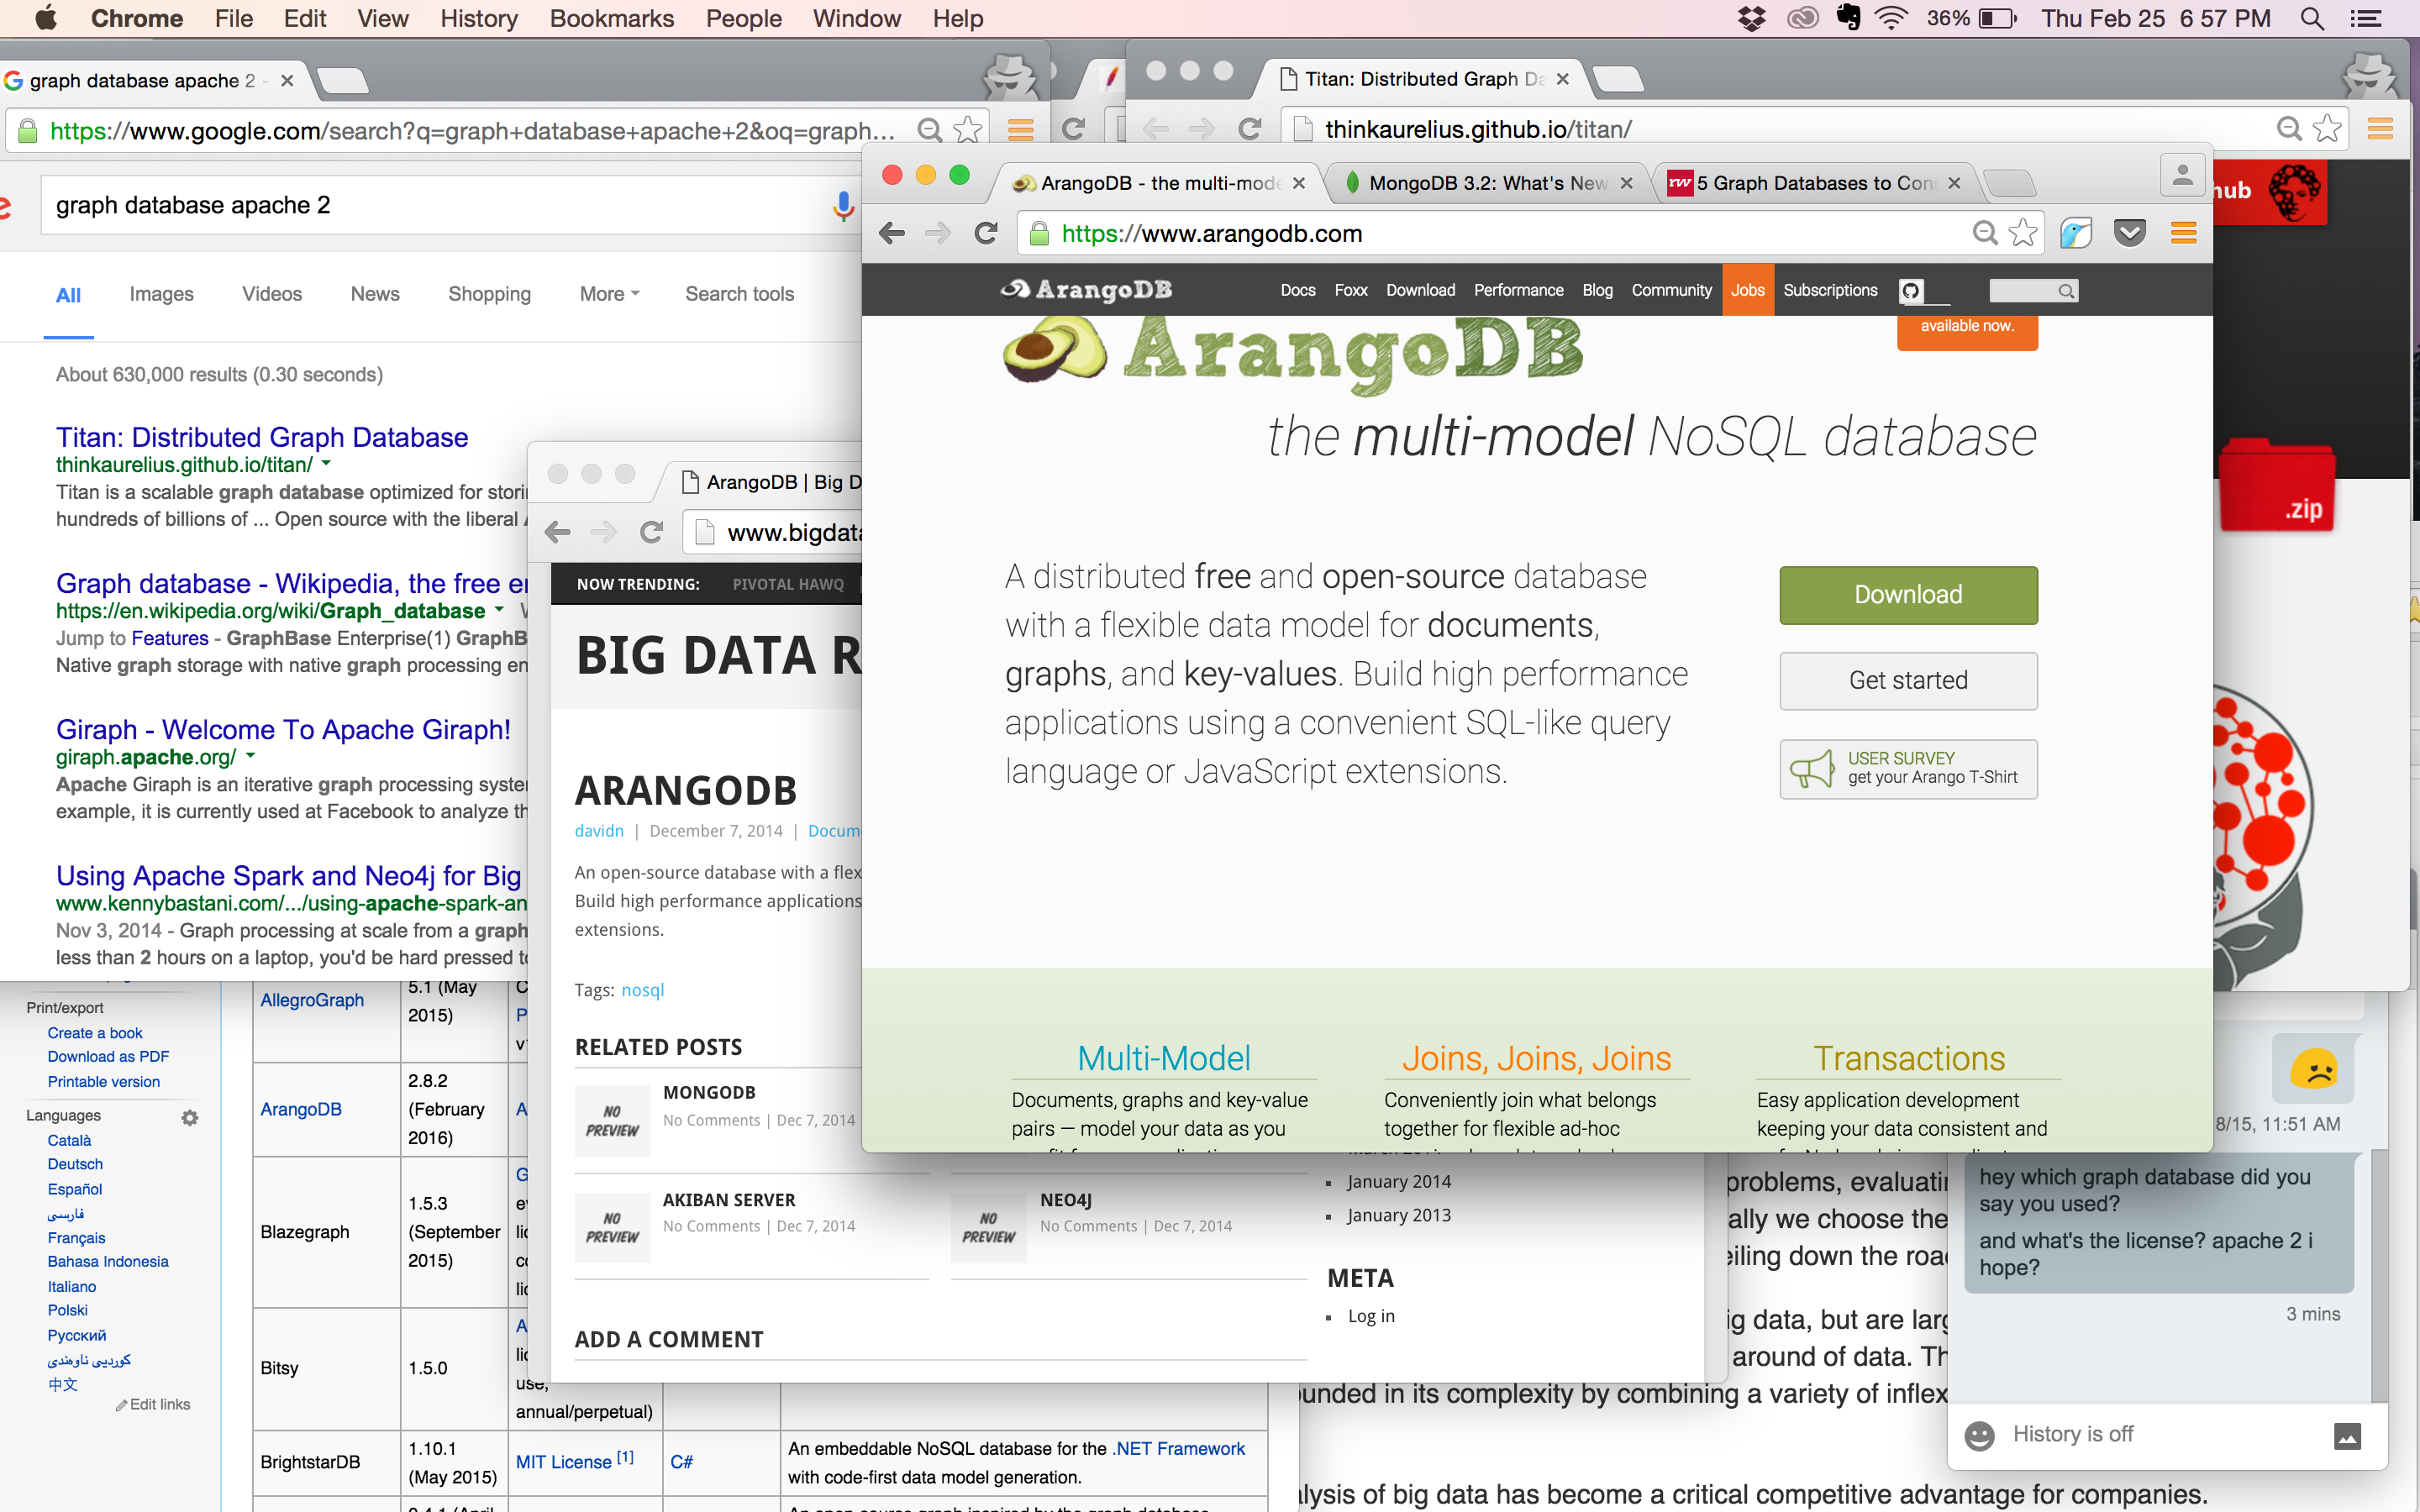 Chrome File Edit View History Bookmarks People Window Help
36% Thu Feb 25 6 57 PM
graph database apache 2 -
https://www.google.com/search?q=graph+database+apache+2&oq=graph...
graph database apache 2
All Images Videos News Shopping More Search tools
About 630,000 results (0.30 seconds)
Titan: Distributed Graph Database
thinkaurelius.github.io/titan/
Titan is a scalable graph database optimized for stori
hundreds of billions of ... Open source with the liberal
Graph database - Wikipedia, the free e
https://en.wikipedia.org/wiki/Graph_database
Jump to Features - GraphBase Enterprise(1) GraphB
Native graph storage with native graph processing en
Giraph - Welcome To Apache Giraph!
giraph.apache.org/
Apache Giraph is an iterative graph processing syste
example, it is currently used at Facebook to analyze th
Using Apache Spark and Neo4j for Big
www.kennybastani.com/.../using-apache-spark-an
Nov 3, 2014 - Graph processing at scale from a graph
less than 2 hours on a laptop, you'd be hard pressed t
Titan: Distributed Graph Da
thinkaurelius.github.io/titan/
hub
.zip
ArangoDB - the multi-mode
MongoDB 3.2: What's New
rw 5 Graph Databases to Con
https://www.arangodb.com
ArangoDB
Docs Foxx Download Performance Blog Community Jobs Subscriptions
available now.
ArangoDB
the multi-model NoSQL database
A distributed free and open-source database
with a flexible data model for documents,
graphs, and key-values. Build high performance
applications using a convenient SQL-like query
language or JavaScript extensions.
Download
Get started
USER SURVEY
get your Arango T-Shirt
Multi-Model
Documents, graphs and key-value
pairs — model your data as you
Joins, Joins, Joins
Conveniently join what belongs
together for flexible ad-hoc
Transactions
Easy application development
keeping your data consistent and
ArangoDB | Big D
www.bigdata
NOW TRENDING: PIVOTAL HAWQ
BIG DATA R
ARANGODB
davidn | December 7, 2014 | Docum
An open-source database with a flex
Build high performance applications
extensions.
Tags: nosql
RELATED POSTS
NO PREVIEW
MONGODB
No Comments | Dec 7, 2014
NO PREVIEW
AKIBAN SERVER
No Comments | Dec 7, 2014
NO PREVIEW
NEO4J
No Comments | Dec 7, 2014
ADD A COMMENT
January 2014
January 2013
META
Log in
Print/export
Create a book
Download as PDF
Printable version
Languages
Català
Deutsch
Español
فارسی
Français
Bahasa Indonesia
Italiano
Polski
Русский
کوردیی ناوەندی
中文
Edit links
AllegroGraph
5.1 (May
2015)
ArangoDB
2.8.2
(February
2016)
Blazegraph
1.5.3
(September
2015)
Bitsy
1.5.0
use,
annual/perpetual)
BrightstarDB
1.10.1
(May 2015)
MIT License [1]
C#
An embeddable NoSQL database for the .NET Framework
with code-first data model generation.
problems, evaluatin
ally we choose the
eiling down the road
ig data, but are larg
around of data. Th
unded in its complexity by combining a variety of inflex
lysis of big data has become a critical competitive advantage for companies.
8/15, 11:51 AM
hey which graph database did you
say you used?
and what's the license? apache 2 i
hope?
3 mins
History is off